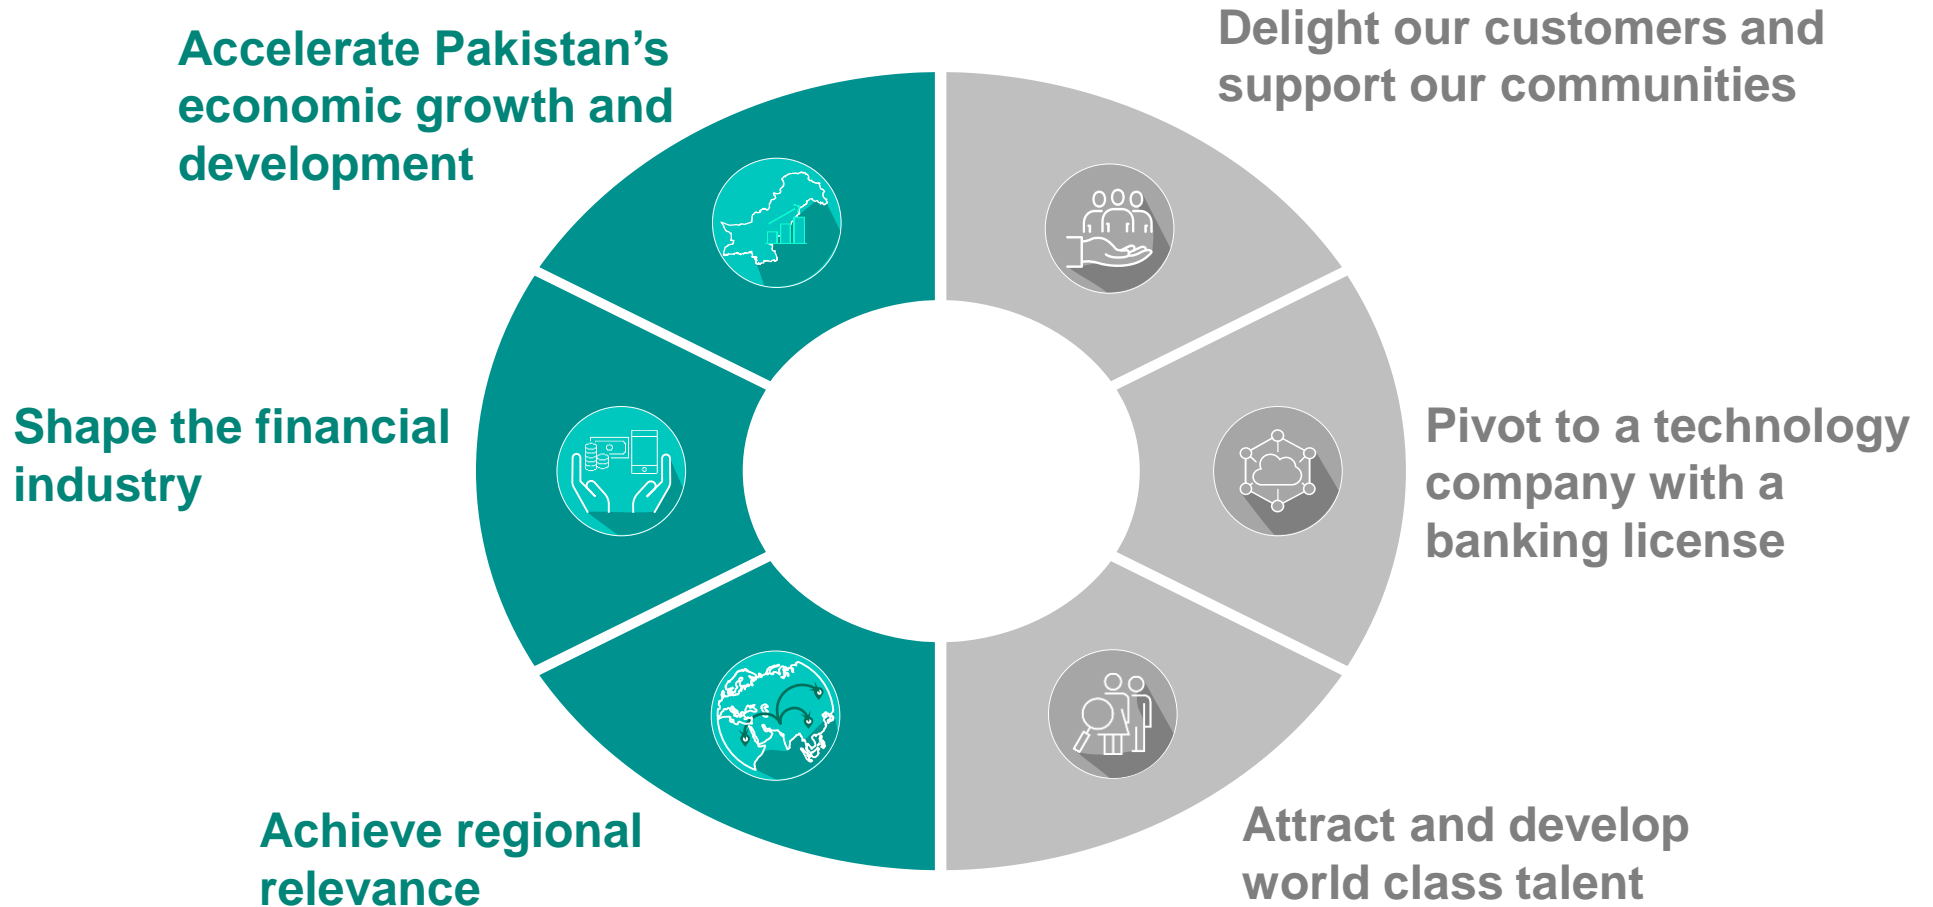 Accelerate Pakistan’s
economic growth and
development
Delight our customers and
support our communities
Shape the financial
industry
Pivot to a technology
company with a
banking license
Achieve regional
relevance
Attract and develop
world class talent